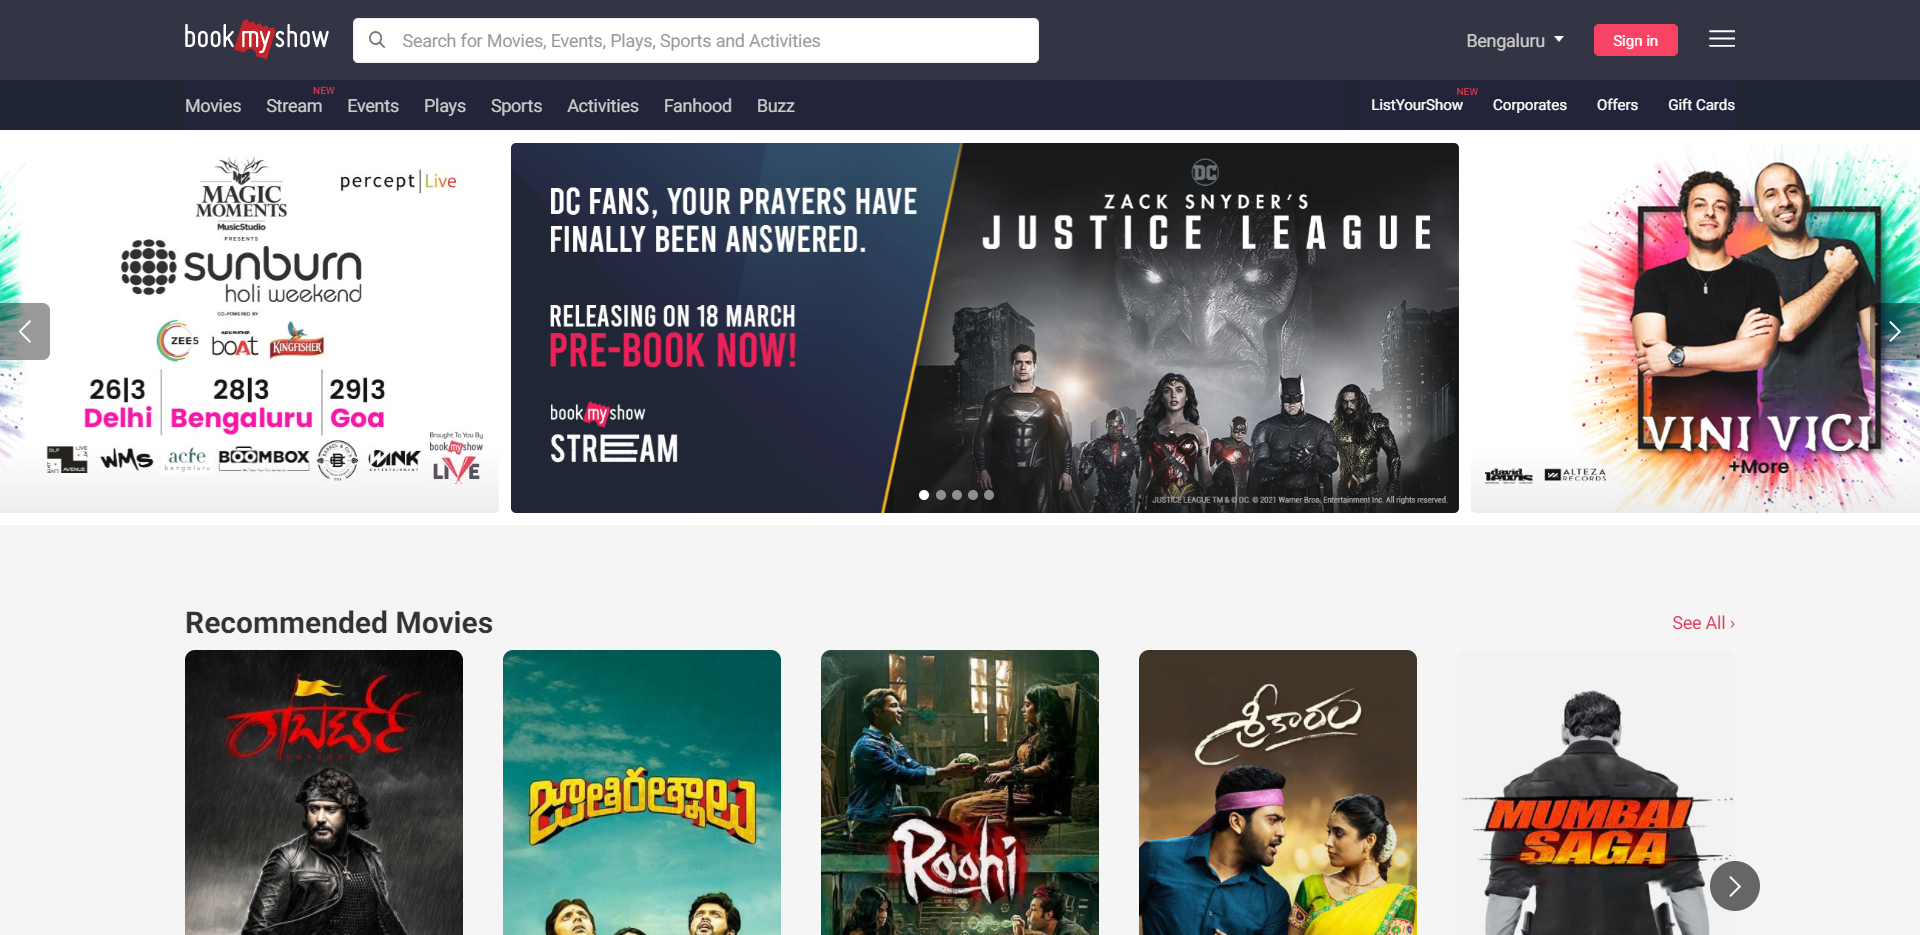 book my show
Search for Movies, Events, Plays, Sports and Activities
Bengaluru
Sign in
Movies
Stream
NEW
Events
Plays
Sports
Activities
Fanhood
Buzz
ListYourShow
NEW
Corporates
Offers
Gift Cards
MAGIC
MOMENTS
MusicStudio
PRESENTS
percept Live
sunburn
holi weekend
CO-POWERED BY
ZEE5
boAt
KINGFISHER
26|3
Delhi
28|3
Bengaluru
29|3
Goa
AVENUE
WMS
acre
bengaluru
BOOMBOX
Brought To You By
book my show
LIVE
DC FANS, YOUR PRAYERS HAVE
FINALLY BEEN ANSWERED.
RELEASING ON 18 MARCH
PRE-BOOK NOW!
book my show
STREAM
DC
ZACK SNYDER'S
JUSTICE LEAGUE
JUSTICE LEAGUE TM & © DC. © 2021 Warner Bros. Entertainment Inc. All rights reserved.
VINI VICI
+More
ALTEZA
RECORDS
Recommended Movies
See All ›
ರಾಬರ್ಟ್
జాతిరత్నాలు
Roohi
శ్రీకారం
MUMBAI
SAGA